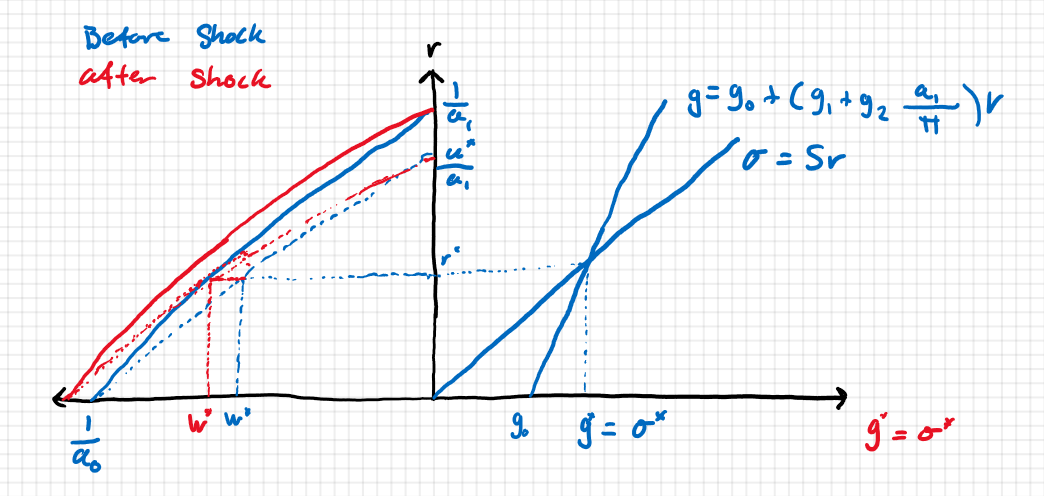 Before Shock
after Shock
r
1/a₁
u*/a₁
r*
g = g₀ + (g₁ + g₂ a₁/π) r
σ = Sr
1/a₀
w* w*
g₀
g* = σ*
g* = σ*